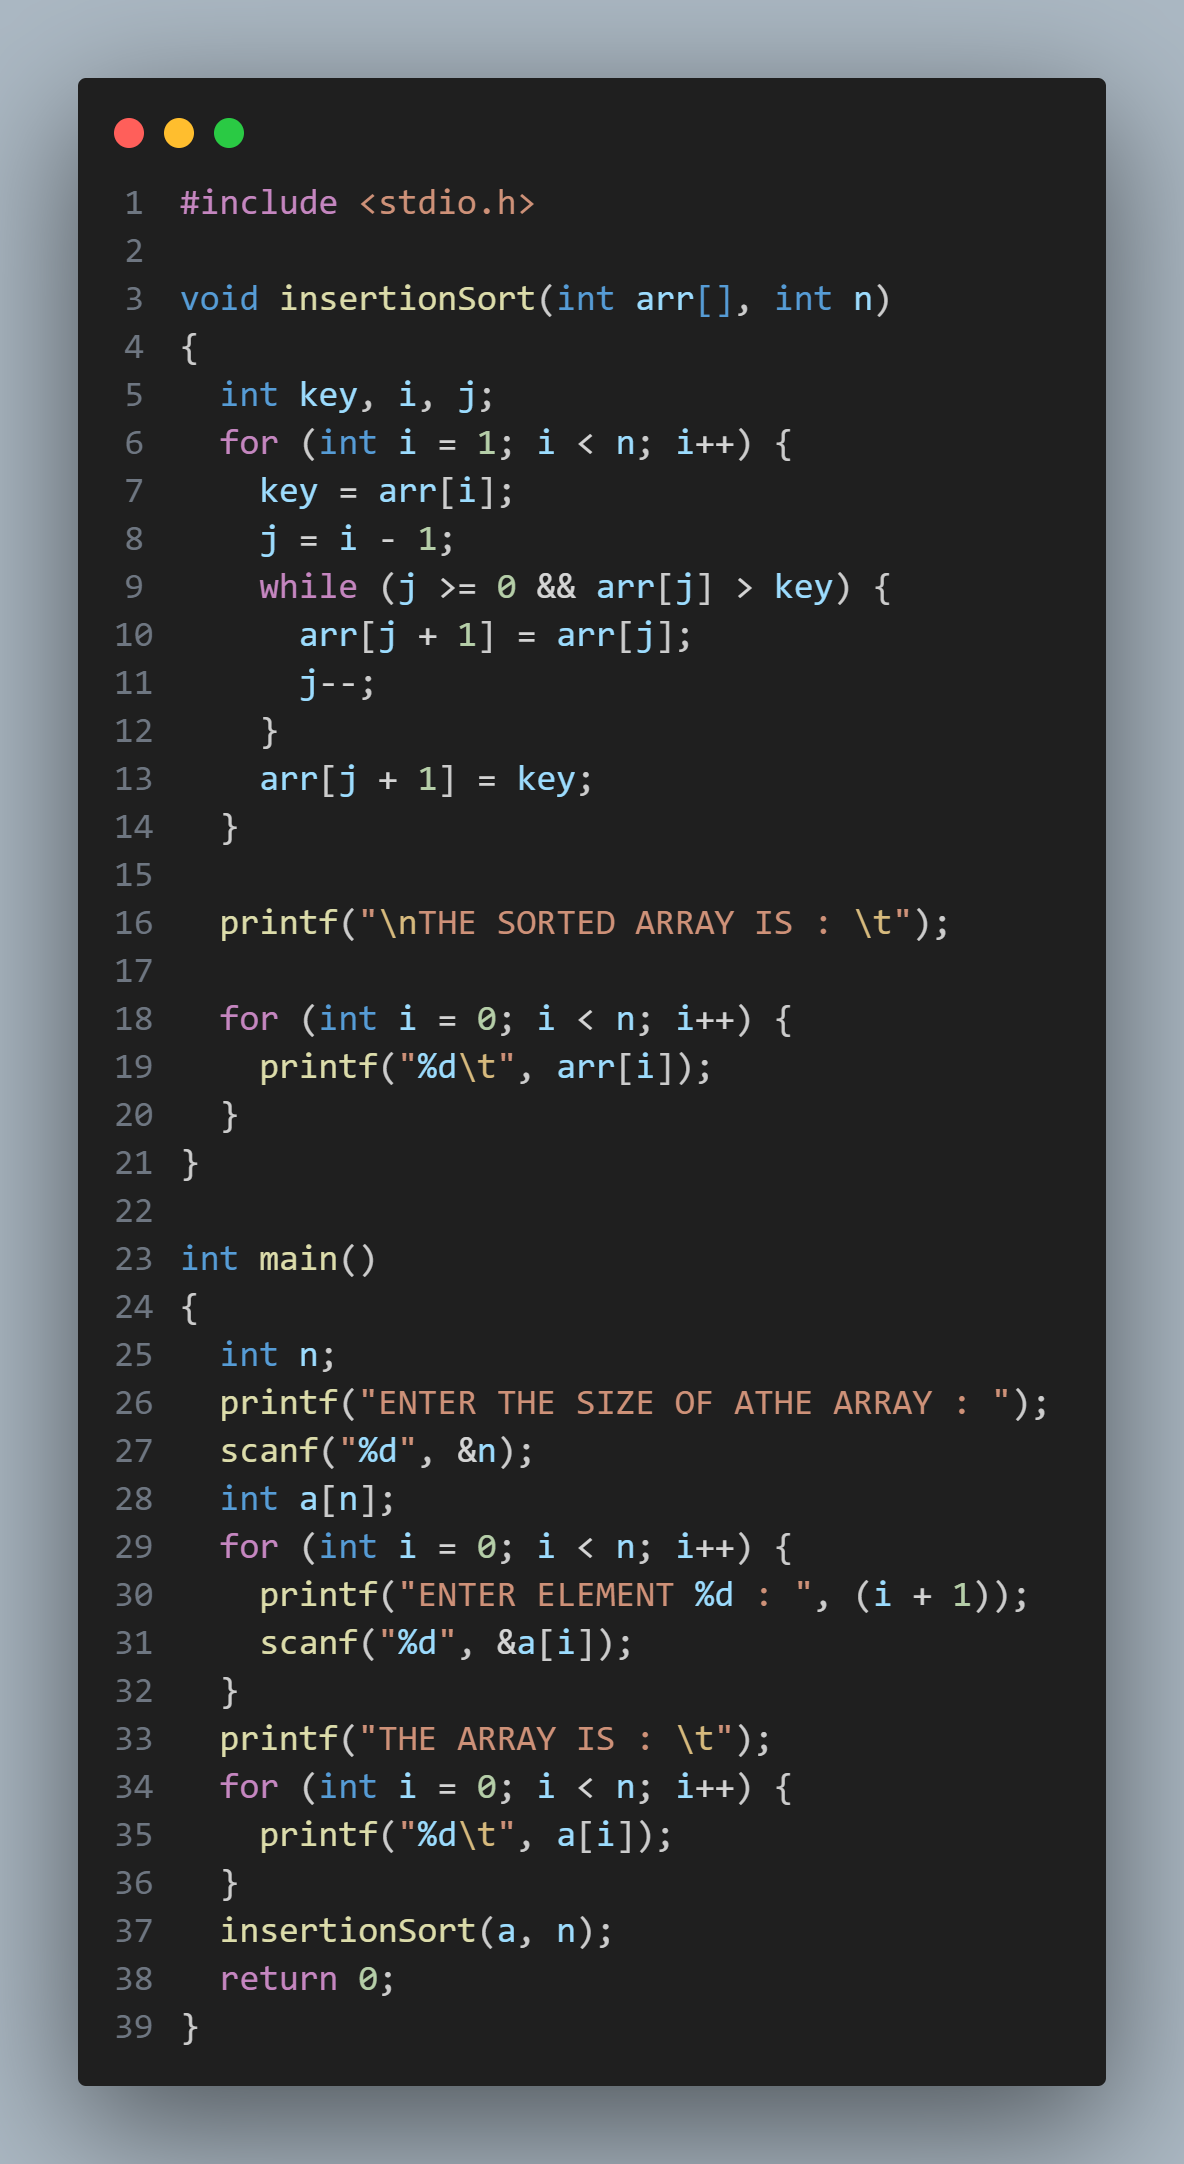 1 #include <stdio.h>
2
3 void insertionSort(int arr[], int n)
4 {
5   int key, i, j;
6   for (int i = 1; i < n; i++) {
7     key = arr[i];
8     j = i - 1;
9     while (j >= 0 && arr[j] > key) {
10       arr[j + 1] = arr[j];
11       j--;
12     }
13     arr[j + 1] = key;
14   }
15
16   printf("\nTHE SORTED ARRAY IS : \t");
17
18   for (int i = 0; i < n; i++) {
19     printf("%d\t", arr[i]);
20   }
21 }
22
23 int main()
24 {
25   int n;
26   printf("ENTER THE SIZE OF ATHE ARRAY : ");
27   scanf("%d", &n);
28   int a[n];
29   for (int i = 0; i < n; i++) {
30     printf("ENTER ELEMENT %d : ", (i + 1));
31     scanf("%d", &a[i]);
32   }
33   printf("THE ARRAY IS : \t");
34   for (int i = 0; i < n; i++) {
35     printf("%d\t", a[i]);
36   }
37   insertionSort(a, n);
38   return 0;
39 }